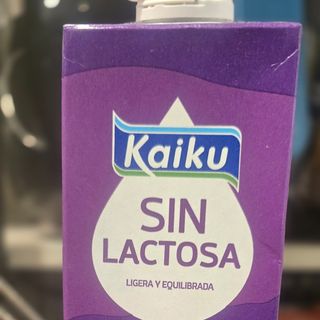 Kaiku
SIN
LACTOSA
LIGERA Y EQUILIBRADA